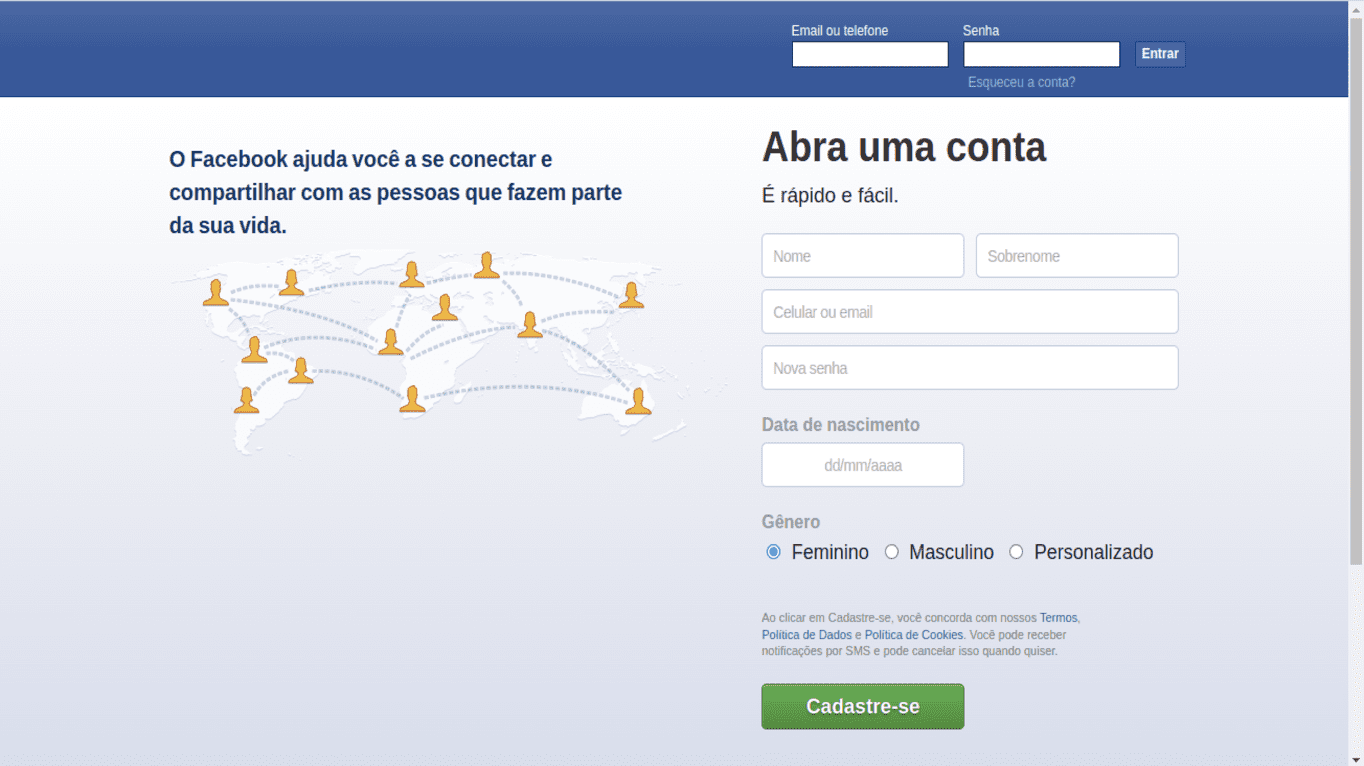 Email ou telefone
Senha
Entrar
Esqueceu a conta?
O Facebook ajuda você a se conectar e
compartilhar com as pessoas que fazem parte
da sua vida.
Abra uma conta
É rápido e fácil.
Nome
Sobrenome
Celular ou email
Nova senha
Data de nascimento
dd/mm/aaaa
Gênero
Feminino Masculino Personalizado
Ao clicar em Cadastre-se, você concorda com nossos Termos,
Política de Dados e Política de Cookies. Você pode receber
notificações por SMS e pode cancelar isso quando quiser.
Cadastre-se